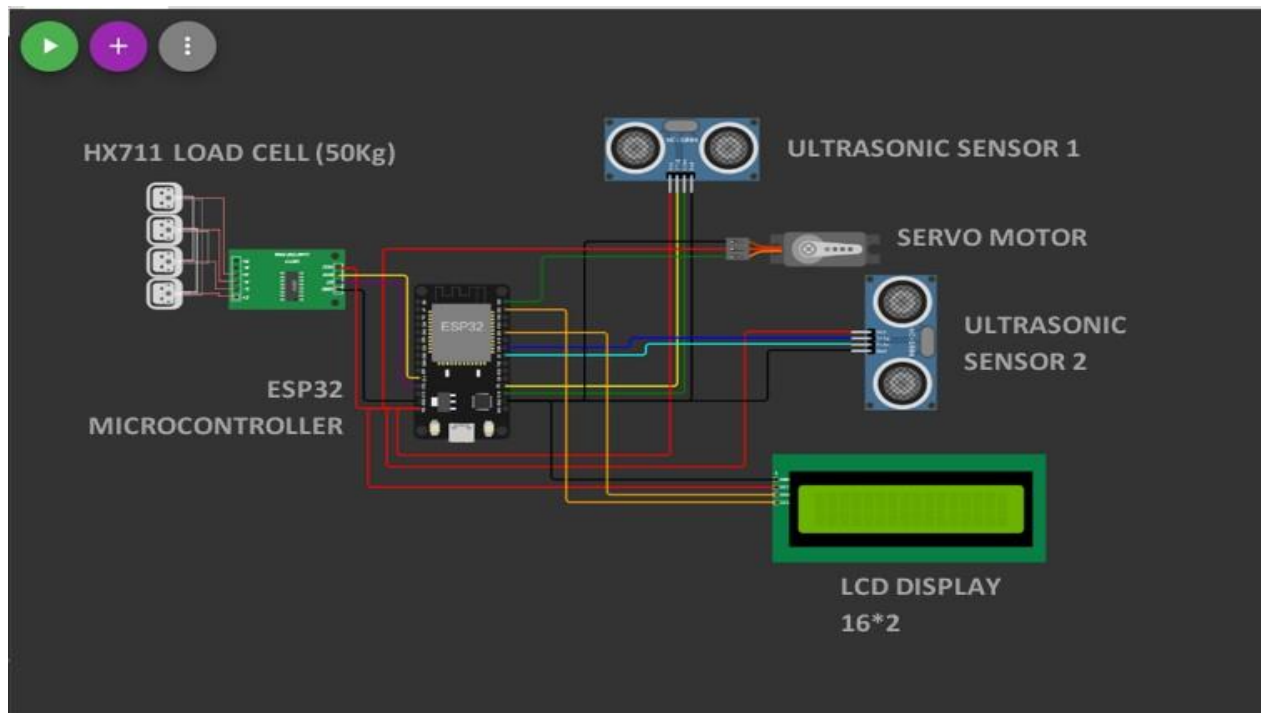 HX711 LOAD CELL (50Kg)
ULTRASONIC SENSOR 1
SERVO MOTOR
ULTRASONIC
SENSOR 2
ESP32
ESP32
MICROCONTROLLER
LCD DISPLAY
16*2